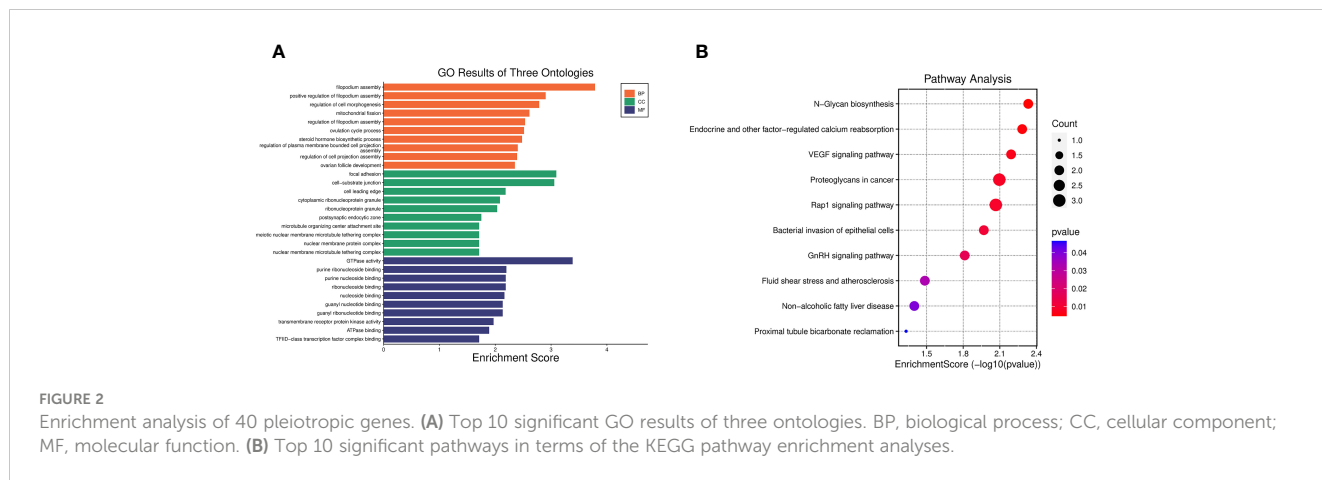 A
GO Results of Three Ontologies
filopodium assembly
positive regulation of filopodium assembly
regulation of cell morphogenesis
mitochondrial fission
regulation of filopodium assembly
ovulation cycle process
steroid hormone biosynthetic process
regulation of plasma membrane bounded cell projection
assembly
regulation of cell projection assembly
ovarian follicle development
focal adhesion
cell-substrate junction
cell leading edge
cytoplasmic ribonucleoprotein granule
ribonucleoprotein granule
postsynaptic endocytic zone
microtubule organizing center attachment site
meiotic nuclear membrane microtubule tethering complex
nuclear membrane protein complex
nuclear membrane microtubule tethering complex
GTPase activity
purine ribonucleoside binding
purine nucleoside binding
ribonucleoside binding
nucleoside binding
guanyl nucleotide binding
guanyl ribonucleotide binding
transmembrane receptor protein kinase activity
ATPase binding
TFIID-class transcription factor complex binding
0 1 2 3 4
Enrichment Score
BP
CC
MF
B
Pathway Analysis
N-Glycan biosynthesis
Endocrine and other factor-regulated calcium reabsorption
VEGF signaling pathway
Proteoglycans in cancer
Rap1 signaling pathway
Bacterial invasion of epithelial cells
GnRH signaling pathway
Fluid shear stress and atherosclerosis
Non-alcoholic fatty liver disease
Proximal tubule bicarbonate reclamation
1.5 1.8 2.1 2.4
EnrichmentScore (-log10(pvalue))
Count
1.0
1.5
2.0
2.5
3.0
pvalue
0.04
0.03
0.02
0.01
FIGURE 2
Enrichment analysis of 40 pleiotropic genes. (A) Top 10 significant GO results of three ontologies. BP, biological process; CC, cellular component;
MF, molecular function. (B) Top 10 significant pathways in terms of the KEGG pathway enrichment analyses.